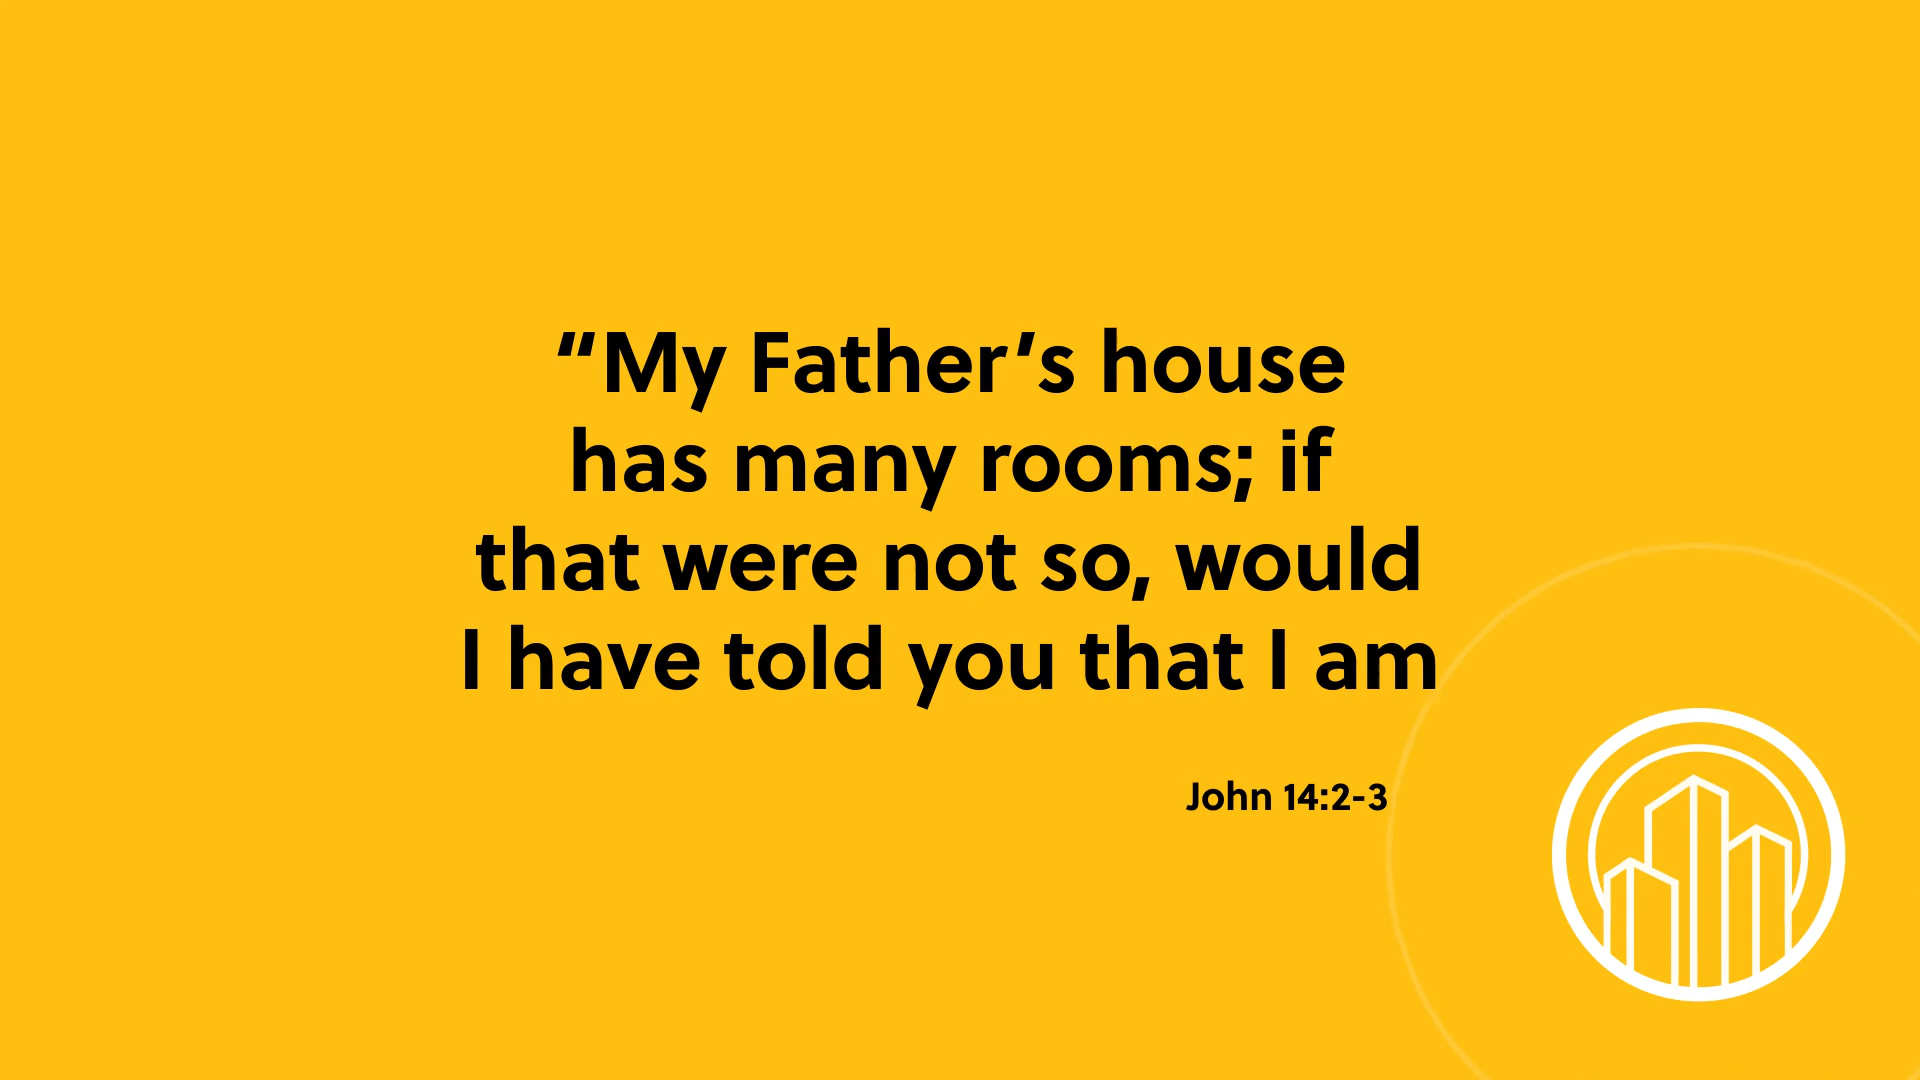 “My Father’s house
has many rooms; if
that were not so, would
I have told you that I am
John 14:2-3